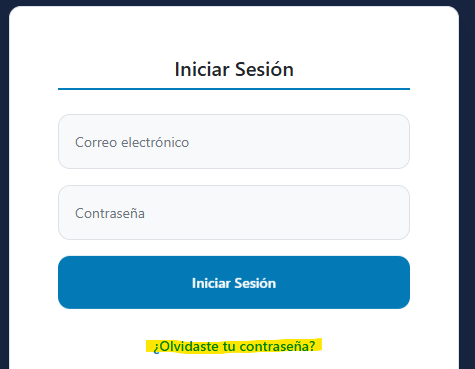 Iniciar Sesión
Correo electrónico
Contraseña
Iniciar Sesión
¿Olvidaste tu contraseña?